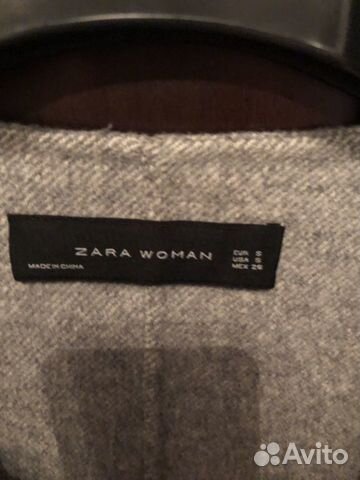 ZARA WOMAN
EUR S
USA S
MEX 26
MADE IN CHINA
Avito